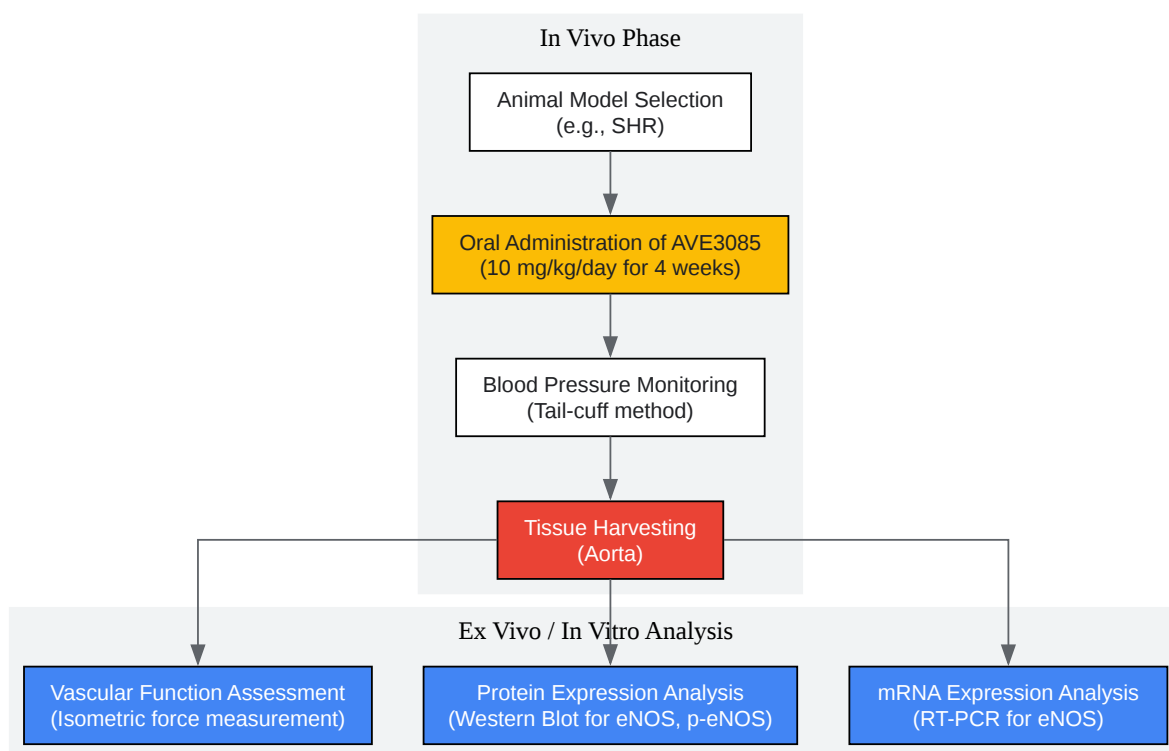 In Vivo Phase
Animal Model Selection
(e.g., SHR)
Oral Administration of AVE3085
(10 mg/kg/day for 4 weeks)
Blood Pressure Monitoring
(Tail-cuff method)
Tissue Harvesting
(Aorta)
Ex Vivo / In Vitro Analysis
Vascular Function Assessment
(Isometric force measurement)
Protein Expression Analysis
(Western Blot for eNOS, p-eNOS)
mRNA Expression Analysis
(RT-PCR for eNOS)